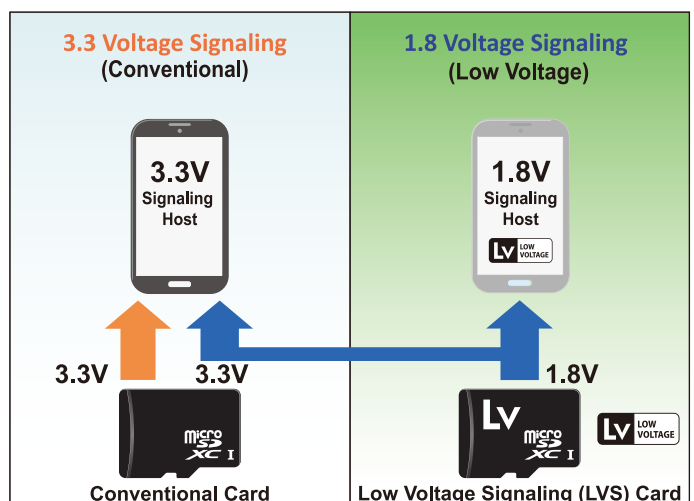 3.3 Voltage Signaling
(Conventional)
3.3V
Signaling
Host
3.3V
3.3V
micro
SD
XC I
Conventional Card
1.8 Voltage Signaling
(Low Voltage)
1.8V
Signaling
Host
LV LOW
VOLTAGE
1.8V
LV
micro
SD
XC I
LV LOW
VOLTAGE
Low Voltage Signaling (LVS) Card